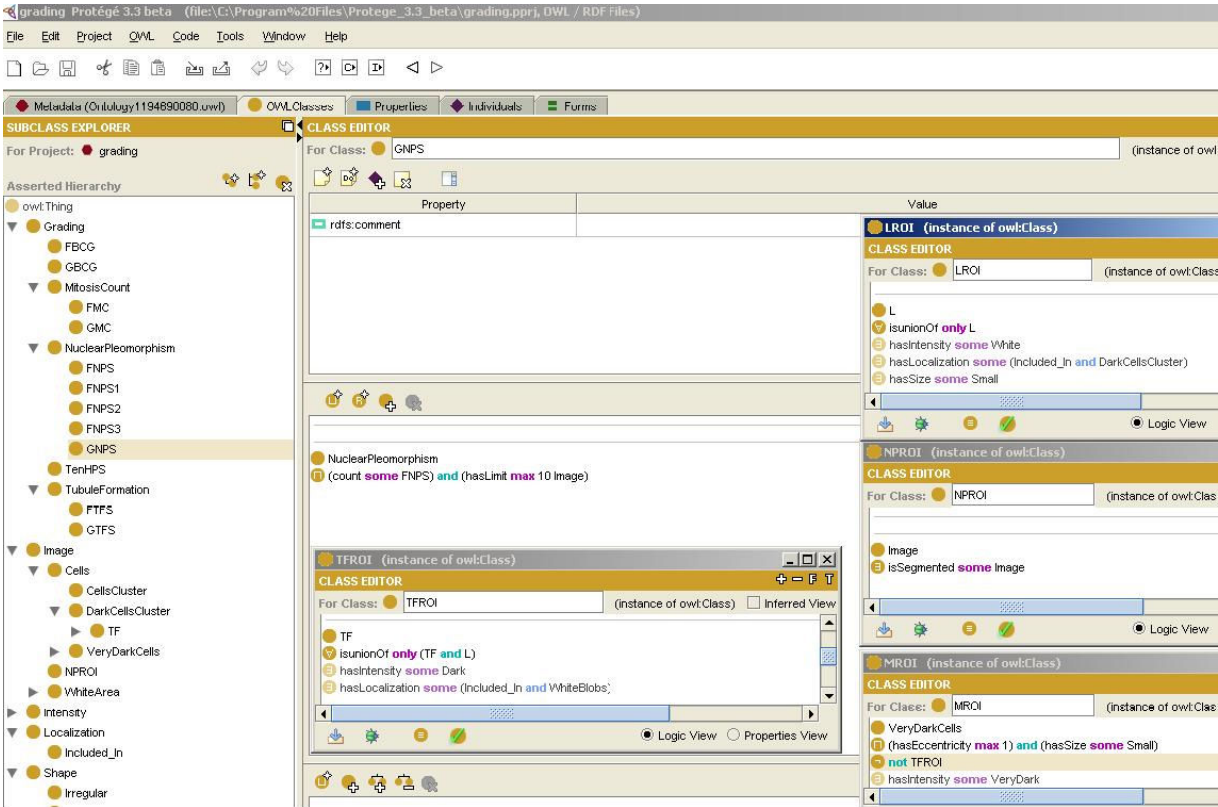 grading Protégé 3.3 beta (file:\C:\Program%20Files\Protege_3.3_beta\grading.pprj, OWL / RDF Files)
File Edit Project OWL Code Tools Window Help
Metadata (Ontology1194690080.owl) OWLClasses Properties Individuals Forms
SUBCLASS EXPLORER
For Project: grading
Asserted Hierarchy
owl:Thing
Grading
FBCG
GBCG
MitosisCount
FMC
GMC
NuclearPleomorphism
FNPS
FNPS1
FNPS2
FNPS3
GNPS
TenHPS
TubuleFormation
FTFS
GTFS
Image
Cells
CellsCluster
DarkCellsCluster
TF
VeryDarkCells
NPROI
WhiteArea
Intensity
Localization
Included_In
Shape
Irregular
CLASS EDITOR
For Class: GNPS (instance of owl
Property Value
rdfs:comment
NuclearPleomorphism
(count some FNPS) and (hasLimit max 10 Image)
TFROI (instance of owl:Class)
CLASS EDITOR
+ − F T
For Class: TFROI (instance of owl:Class) Inferred View
TF
isunionOf only (TF and L)
hasIntensity some Dark
hasLocalization some (Included_In and WhiteBlobs)
Logic View Properties View
LROI (instance of owl:Class)
CLASS EDITOR
For Class: LROI (instance of owl:Class
L
isunionOf only L
hasIntensity some White
hasLocalization some (Included_In and DarkCellsCluster)
hasSize some Small
Logic View
NPROI (instance of owl:Class)
CLASS EDITOR
For Class: NPROI (instance of owl:Clas
Image
isSegmented some Image
Logic View
MROI (instance of owl:Class)
CLASS EDITOR
For Class: MROI (instance of owl:Clas
VeryDarkCells
(hasEccentricity max 1) and (hasSize some Small)
not TFROI
hasIntensity some VeryDark